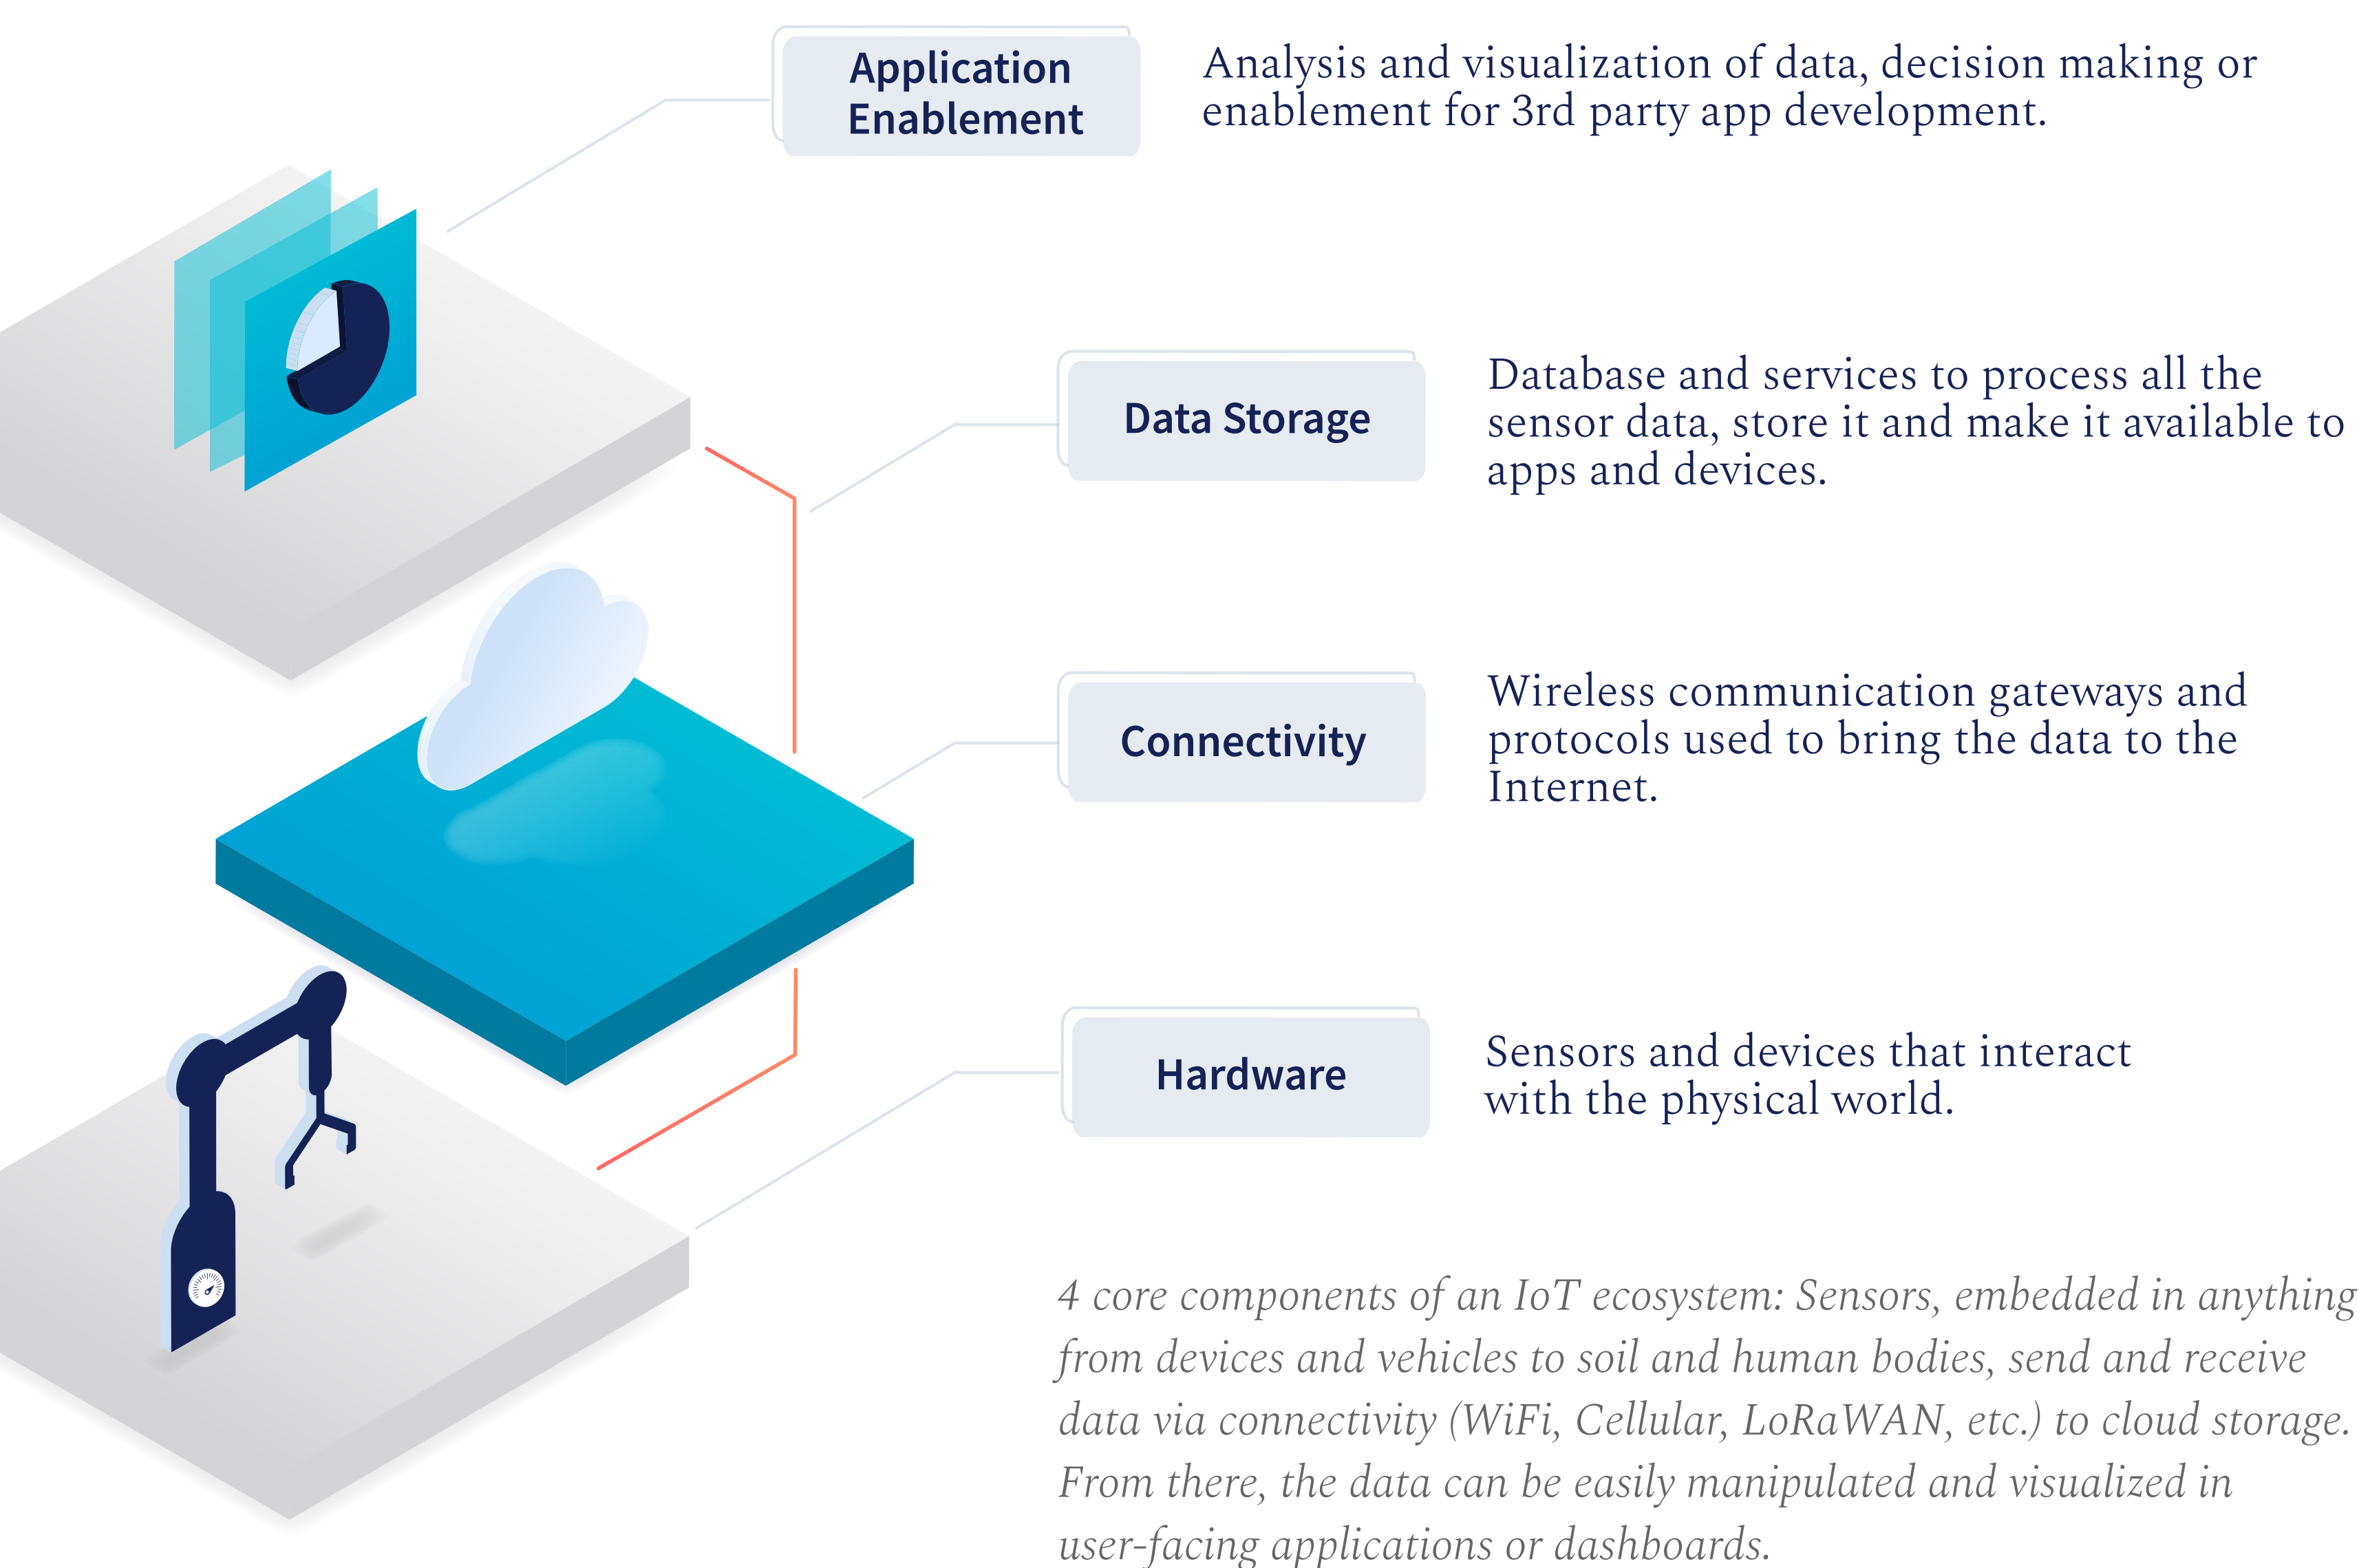 Application
Enablement
Analysis and visualization of data, decision making or
enablement for 3rd party app development.
Data Storage
Database and services to process all the
sensor data, store it and make it available to
apps and devices.
Connectivity
Wireless communication gateways and
protocols used to bring the data to the
Internet.
Hardware
Sensors and devices that interact
with the physical world.
4 core components of an IoT ecosystem: Sensors, embedded in anything
from devices and vehicles to soil and human bodies, send and receive
data via connectivity (WiFi, Cellular, LoRaWAN, etc.) to cloud storage.
From there, the data can be easily manipulated and visualized in
user-facing applications or dashboards.